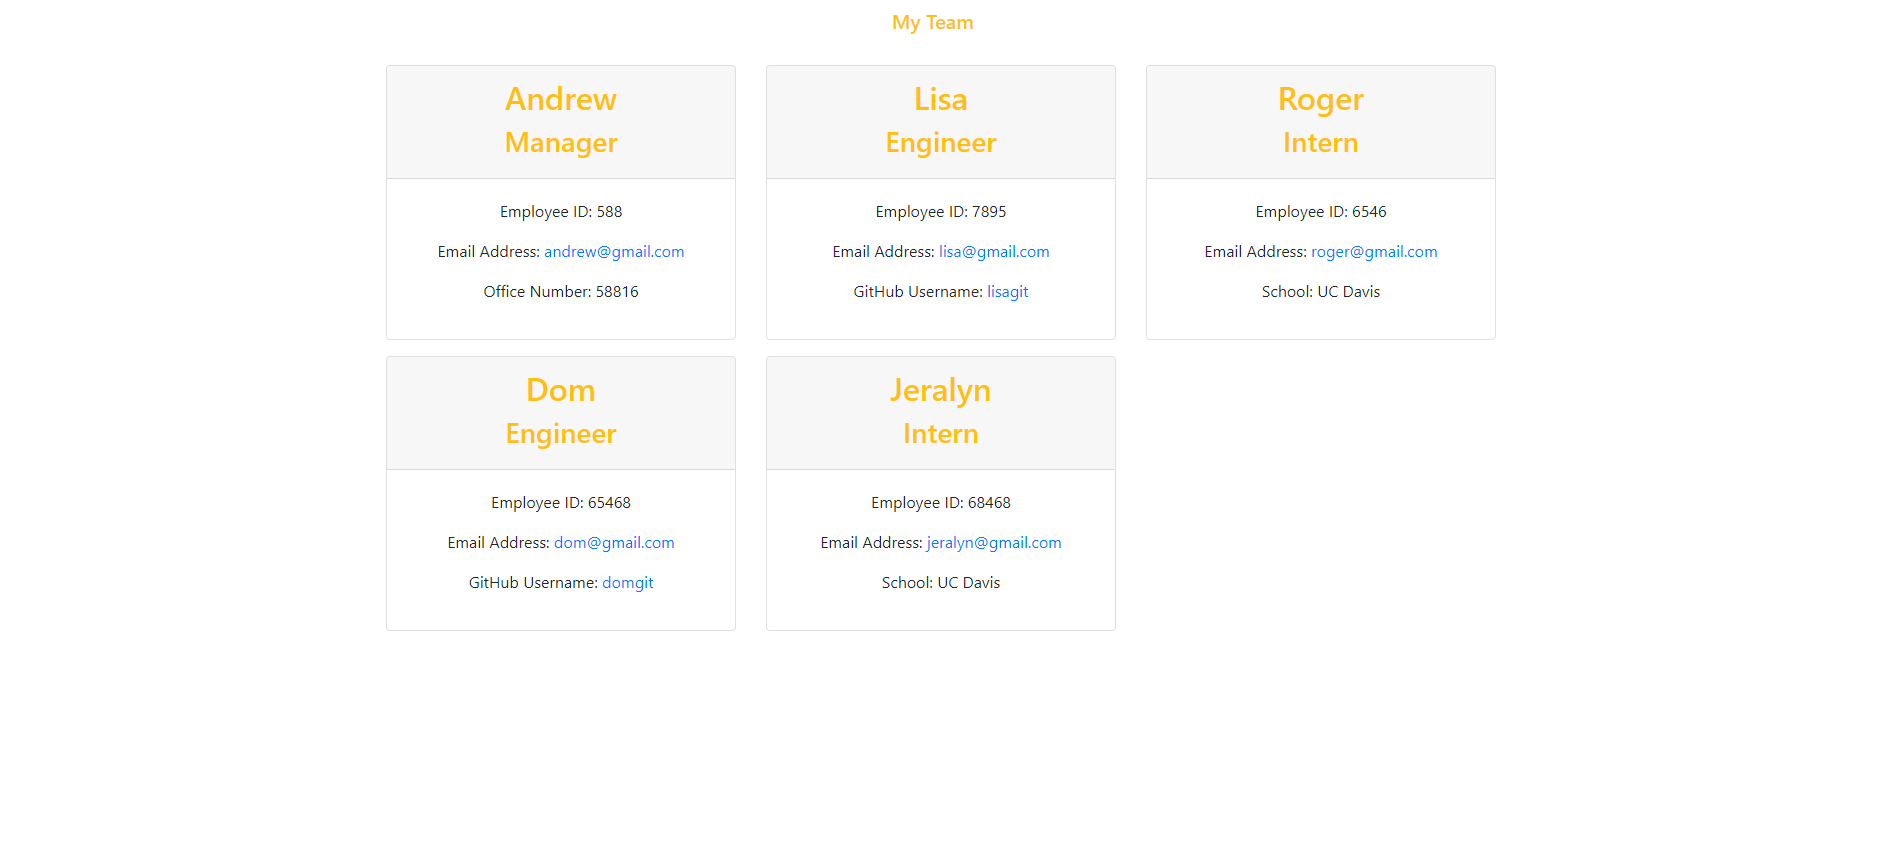 My Team
Andrew
Manager
Employee ID: 588
Email Address: andrew@gmail.com
Office Number: 58816
Lisa
Engineer
Employee ID: 7895
Email Address: lisa@gmail.com
GitHub Username: lisagit
Roger
Intern
Employee ID: 6546
Email Address: roger@gmail.com
School: UC Davis
Dom
Engineer
Employee ID: 65468
Email Address: dom@gmail.com
GitHub Username: domgit
Jeralyn
Intern
Employee ID: 68468
Email Address: jeralyn@gmail.com
School: UC Davis